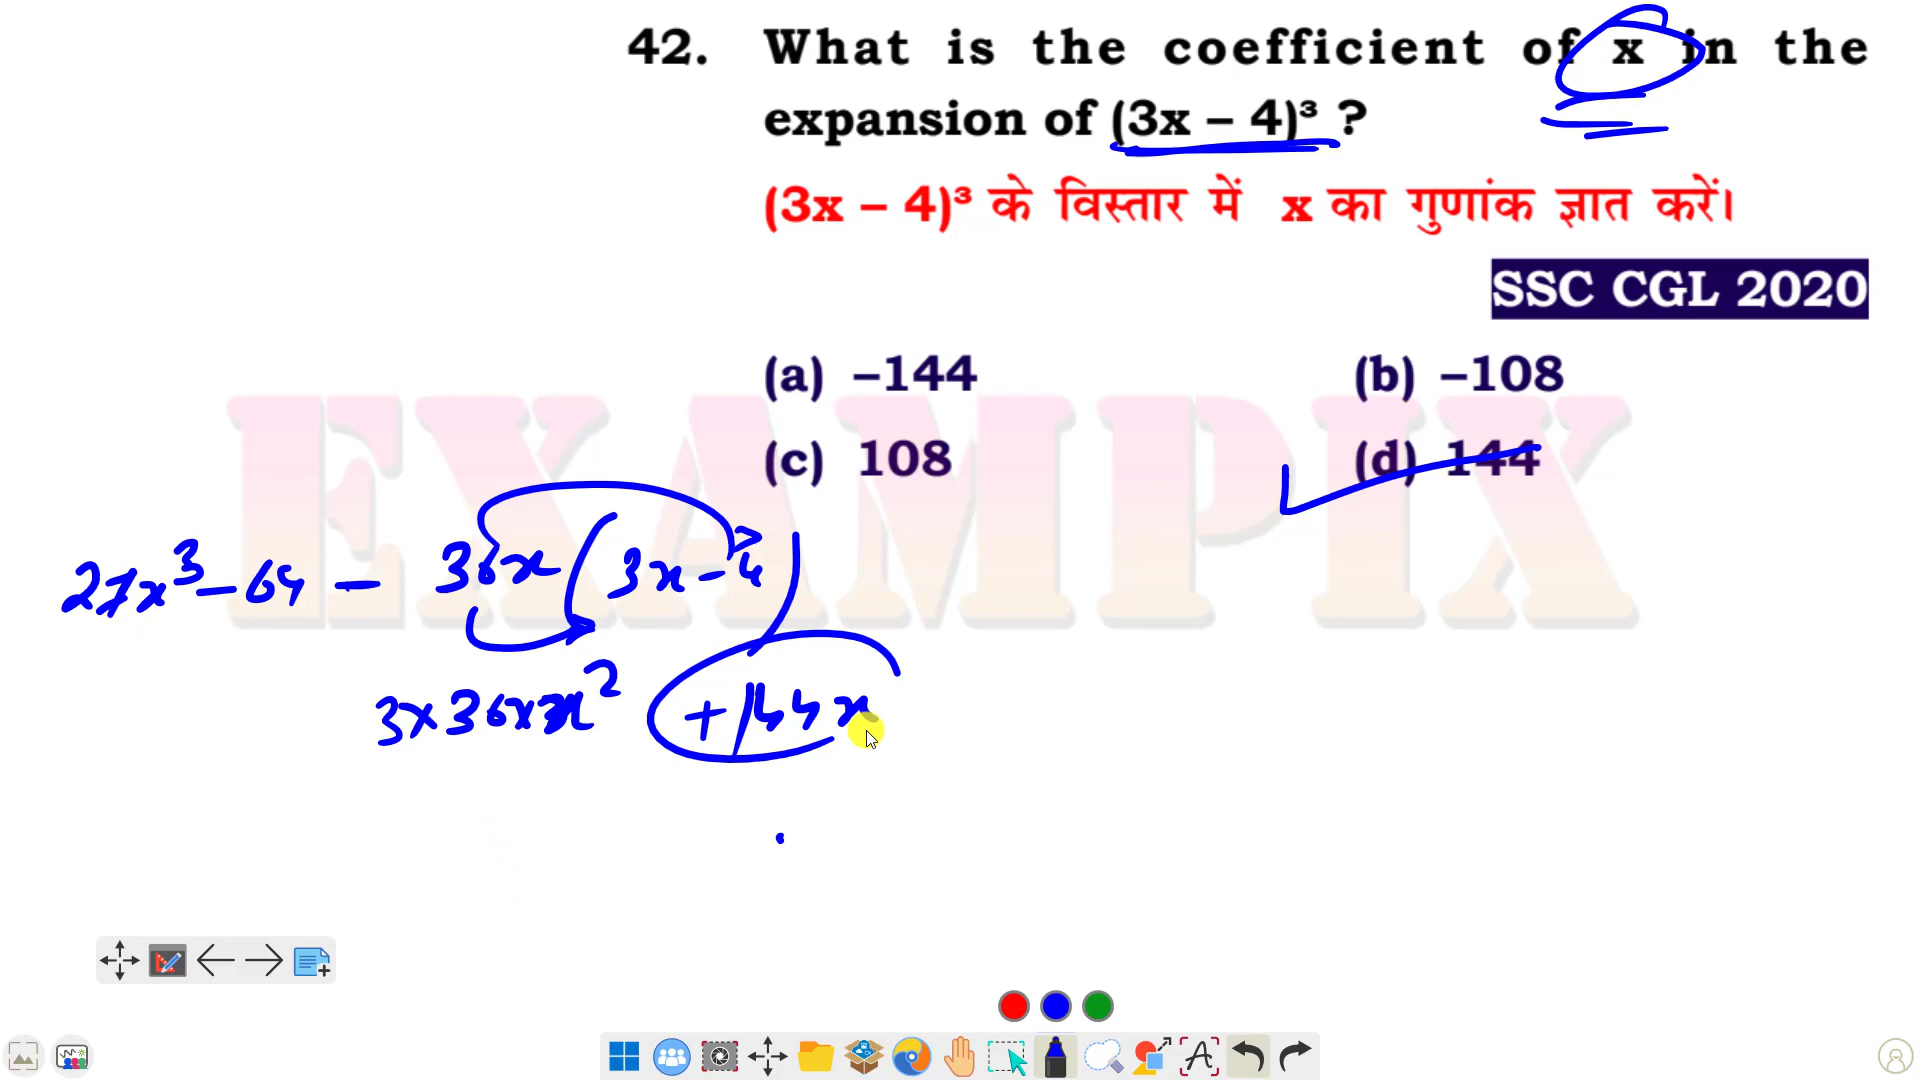 42. What is the coefficient of x in the
expansion of (3x – 4)³ ?
(3x – 4)³ के विस्तार में x का गुणांक ज्ञात करें।
SSC CGL 2020
(a) –144 (b) –108
(c) 108 (d) 144
EXAMPIX
27x³ – 64 – 36x (3x – 4)
3×36×x² +144x